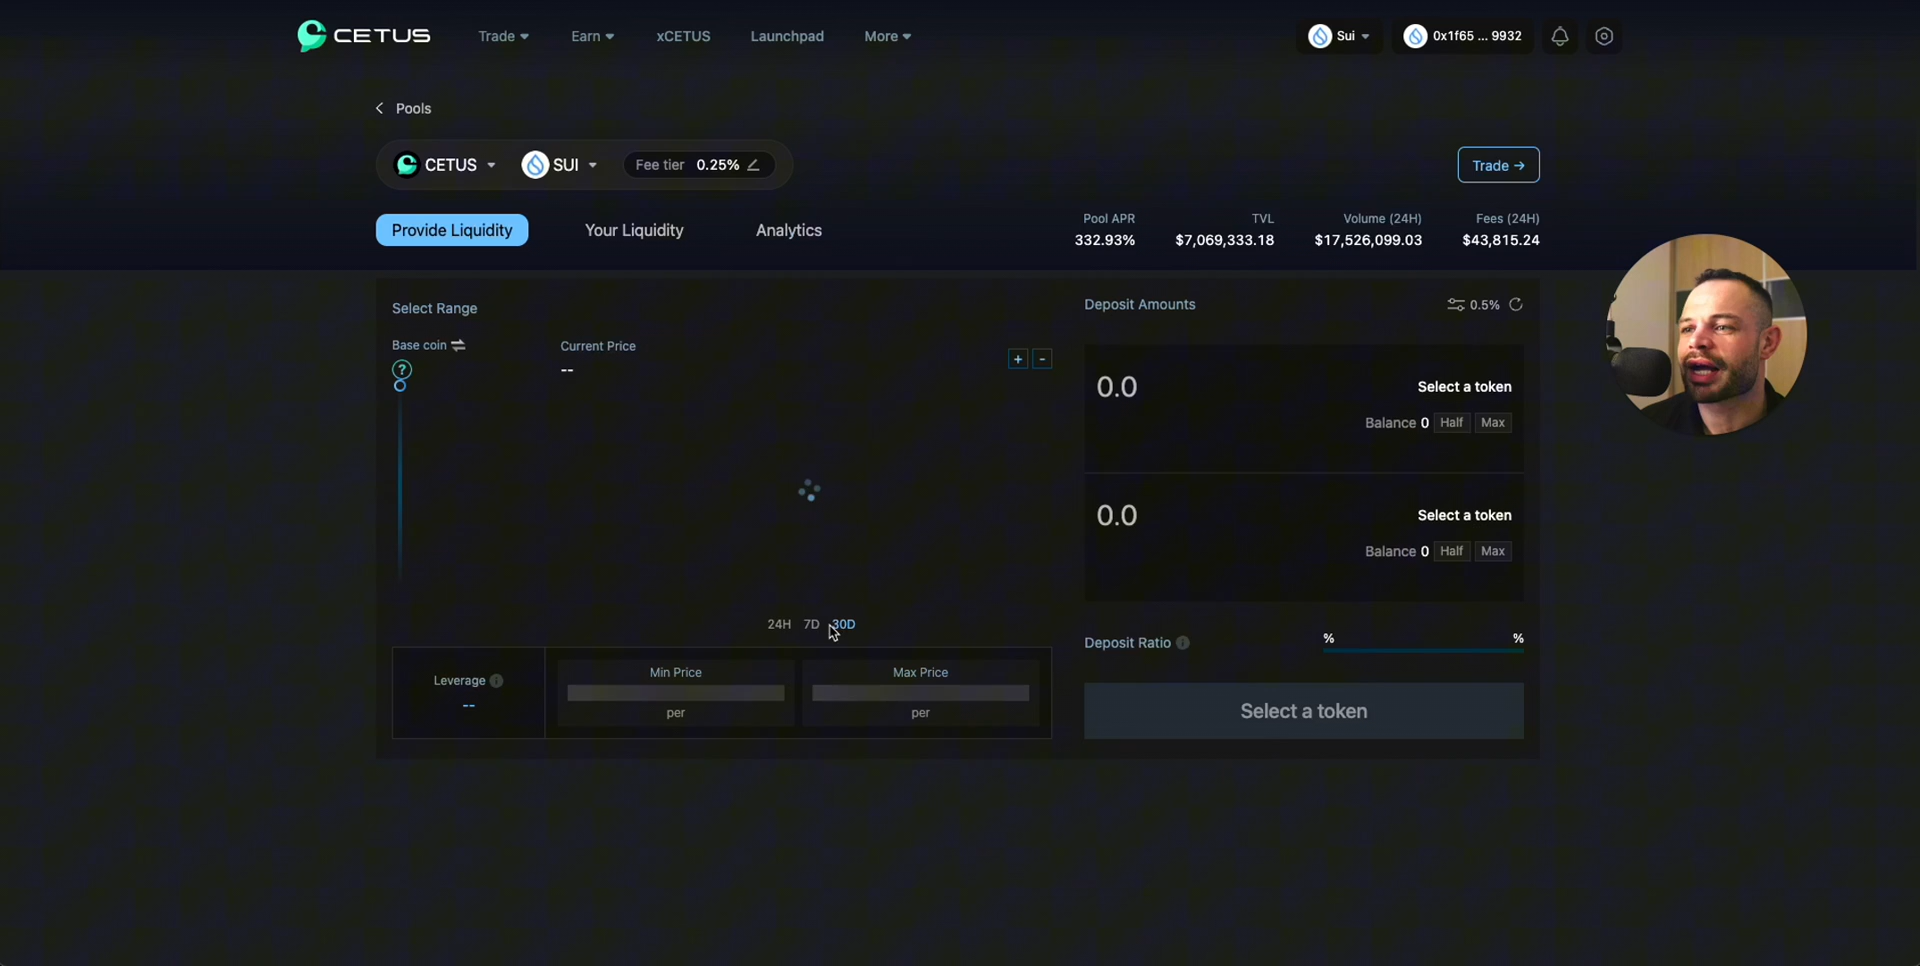 CETUS
Trade
Earn
xCETUS
Launchpad
More
Sui
0x1f65 ... 9932
Pools
CETUS
SUI
Fee tier 0.25%
Trade →
Provide Liquidity
Your Liquidity
Analytics
Pool APR
332.93%
TVL
$7,069,333.18
Volume (24H)
$17,526,099.03
Fees (24H)
$43,815.24
Select Range
Base coin
?
Current Price
--
+ -
24H 7D 30D
Leverage
--
Min Price
per
Max Price
per
Deposit Amounts
0.5%
0.0
Select a token
Balance 0 Half Max
0.0
Select a token
Balance 0 Half Max
Deposit Ratio
% %
Select a token